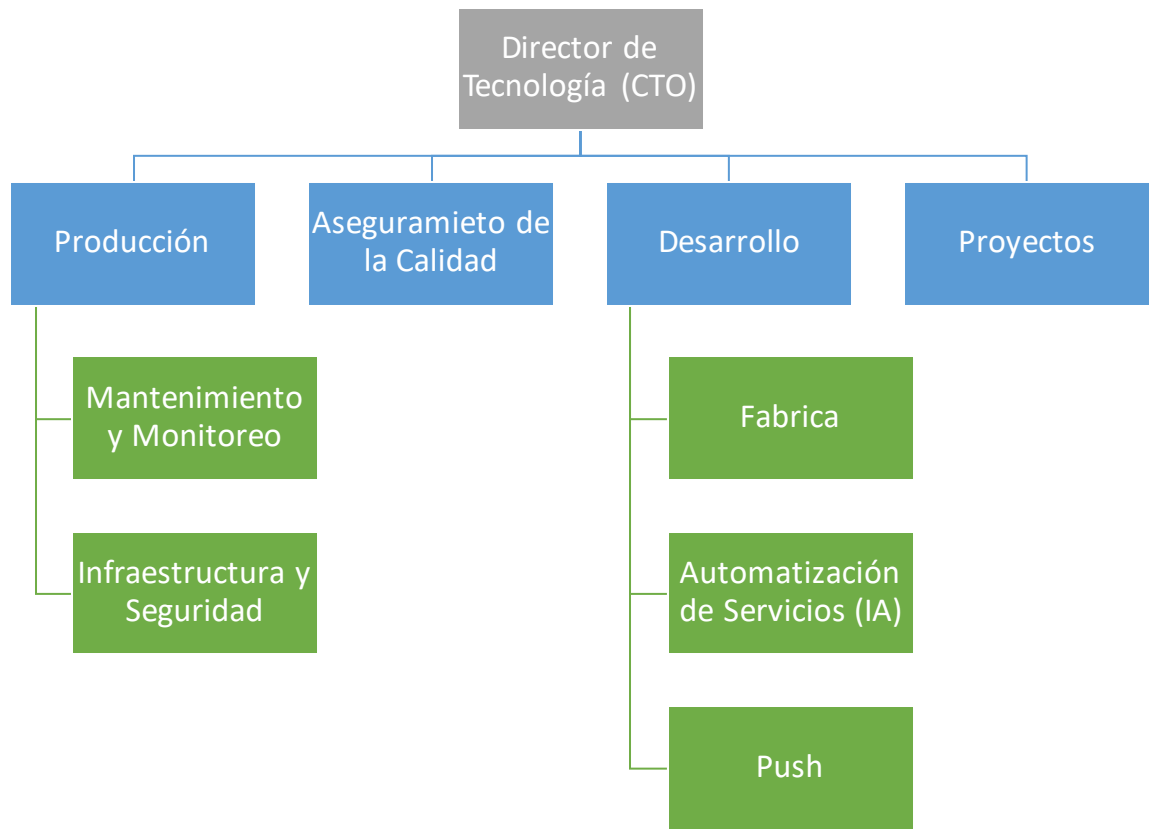 Director de
Tecnología (CTO)
Producción
Aseguramieto de
la Calidad
Desarrollo
Proyectos
Mantenimiento
y Monitoreo
Infraestructura y
Seguridad
Fabrica
Automatización
de Servicios (IA)
Push